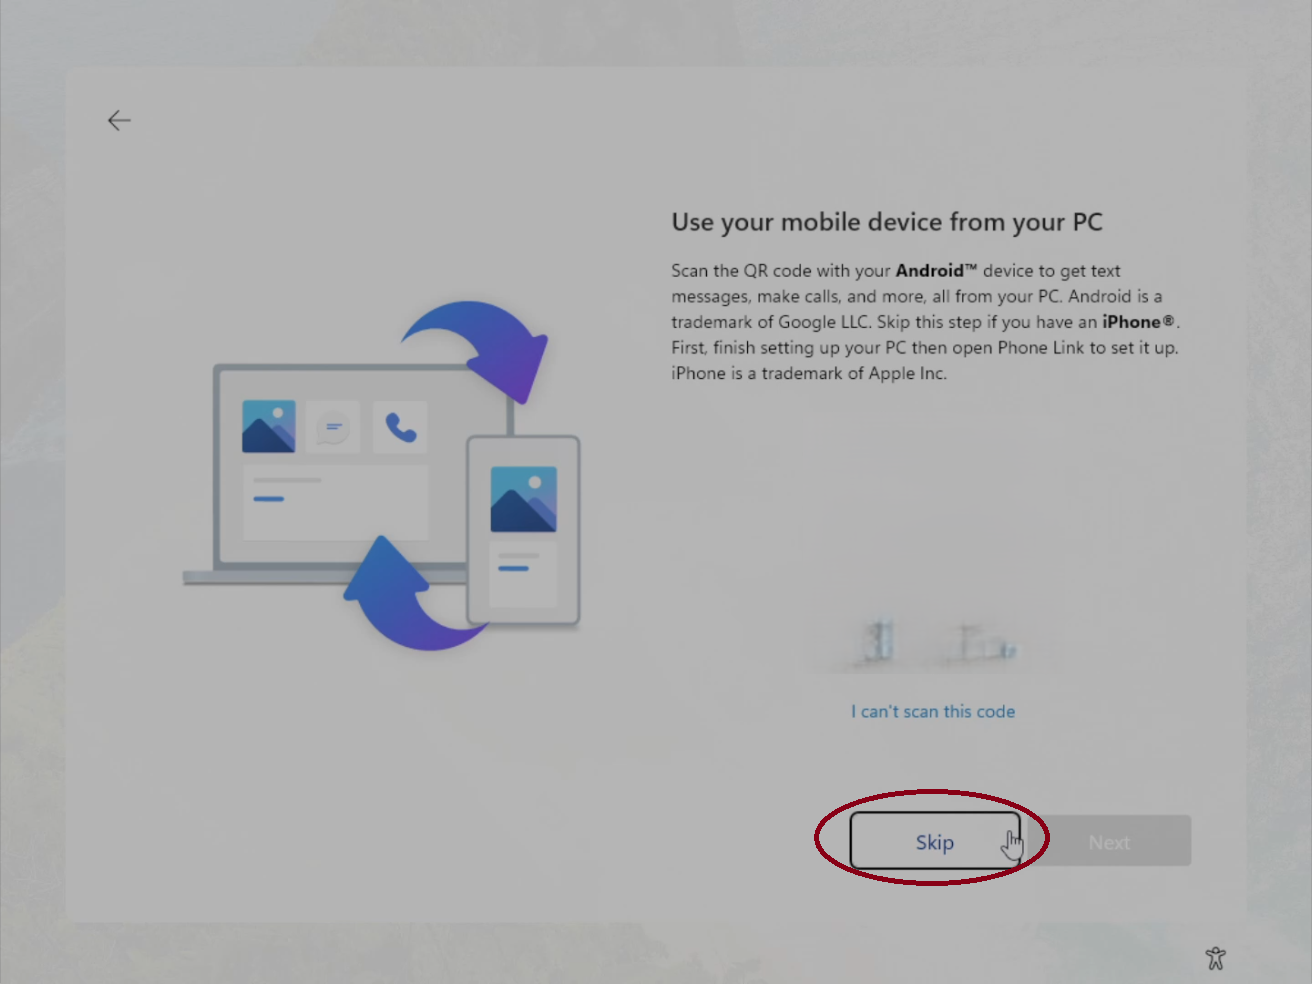 Use your mobile device from your PC
Scan the QR code with your Android™ device to get text
messages, make calls, and more, all from your PC. Android is a
trademark of Google LLC. Skip this step if you have an iPhone®.
First, finish setting up your PC then open Phone Link to set it up.
iPhone is a trademark of Apple Inc.
I can't scan this code
Skip
Next